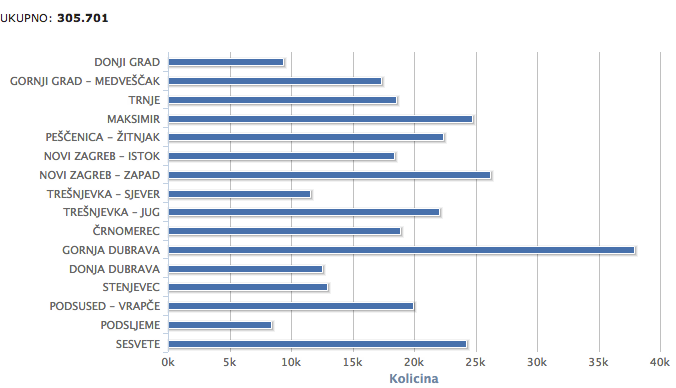 UKUPNO: 305.701
DONJI GRAD
GORNJI GRAD - MEDVEŠČAK
TRNJE
MAKSIMIR
PEŠČENICA - ŽITNJAK
NOVI ZAGREB - ISTOK
NOVI ZAGREB - ZAPAD
TREŠNJEVKA - SJEVER
TREŠNJEVKA - JUG
ČRNOMEREC
GORNJA DUBRAVA
DONJA DUBRAVA
STENJEVEC
PODSUSED - VRAPČE
PODSLJEME
SESVETE
0k 5k 10k 15k 20k 25k 30k 35k 40k
Kolicina